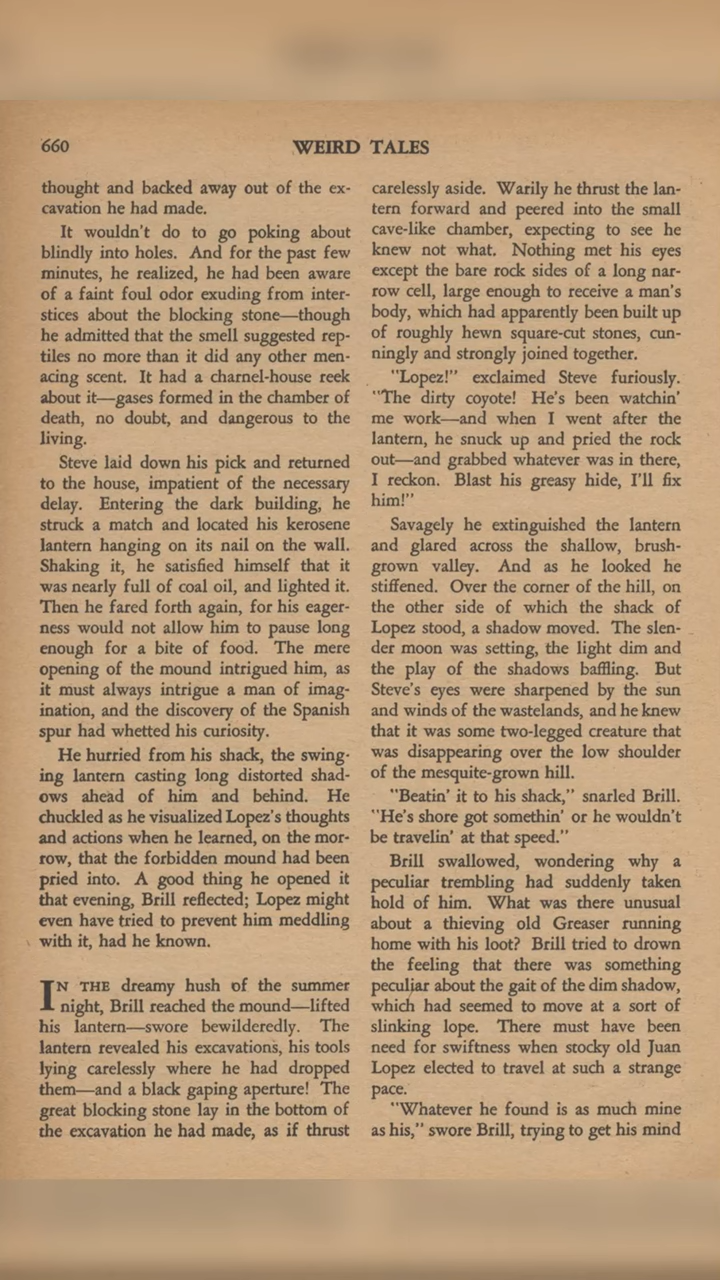 660
WEIRD TALES
thought and backed away out of the ex-
cavation he had made.
It wouldn't do to go poking about
blindly into holes. And for the past few
minutes, he realized, he had been aware
of a faint foul odor exuding from inter-
stices about the blocking stone—though
he admitted that the smell suggested rep-
tiles no more than it did any other men-
acing scent. It had a charnel-house reek
about it—gases formed in the chamber of
death, no doubt, and dangerous to the
living.
Steve laid down his pick and returned
to the house, impatient of the necessary
delay. Entering the dark building, he
struck a match and located his kerosene
lantern hanging on its nail on the wall.
Shaking it, he satisfied himself that it
was nearly full of coal oil, and lighted it.
Then he fared forth again, for his eager-
ness would not allow him to pause long
enough for a bite of food. The mere
opening of the mound intrigued him, as
it must always intrigue a man of imag-
ination, and the discovery of the Spanish
spur had whetted his curiosity.
He hurried from his shack, the swing-
ing lantern casting long distorted shad-
ows ahead of him and behind. He
chuckled as he visualized Lopez's thoughts
and actions when he learned, on the mor-
row, that the forbidden mound had been
pried into. A good thing he opened it
that evening, Brill reflected; Lopez might
even have tried to prevent him meddling
with it, had he known.
IN THE dreamy hush of the summer
night, Brill reached the mound—lifted
his lantern—swore bewilderedly. The
lantern revealed his excavations, his tools
lying carelessly where he had dropped
them—and a black gaping aperture! The
great blocking stone lay in the bottom of
the excavation he had made, as if thrust
carelessly aside. Warily he thrust the lan-
tern forward and peered into the small
cave-like chamber, expecting to see he
knew not what. Nothing met his eyes
except the bare rock sides of a long nar-
row cell, large enough to receive a man's
body, which had apparently been built up
of roughly hewn square-cut stones, cun-
ningly and strongly joined together.
"Lopez!" exclaimed Steve furiously.
"The dirty coyote! He's been watchin'
me work—and when I went after the
lantern, he snuck up and pried the rock
out—and grabbed whatever was in there,
I reckon. Blast his greasy hide, I'll fix
him!"
Savagely he extinguished the lantern
and glared across the shallow, brush-
grown valley. And as he looked he
stiffened. Over the corner of the hill, on
the other side of which the shack of
Lopez stood, a shadow moved. The slen-
der moon was setting, the light dim and
the play of the shadows baffling. But
Steve's eyes were sharpened by the sun
and winds of the wastelands, and he knew
that it was some two-legged creature that
was disappearing over the low shoulder
of the mesquite-grown hill.
"Beatin' it to his shack," snarled Brill.
"He's shore got somethin' or he wouldn't
be travelin' at that speed."
Brill swallowed, wondering why a
peculiar trembling had suddenly taken
hold of him. What was there unusual
about a thieving old Greaser running
home with his loot? Brill tried to drown
the feeling that there was something
peculjar about the gait of the dim shadow,
which had seemed to move at a sort of
slinking lope. There must have been
need for swiftness when stocky old Juan
Lopez elected to travel at such a strange
pace.
"Whatever he found is as much mine
as his," swore Brill, trying to get his mind